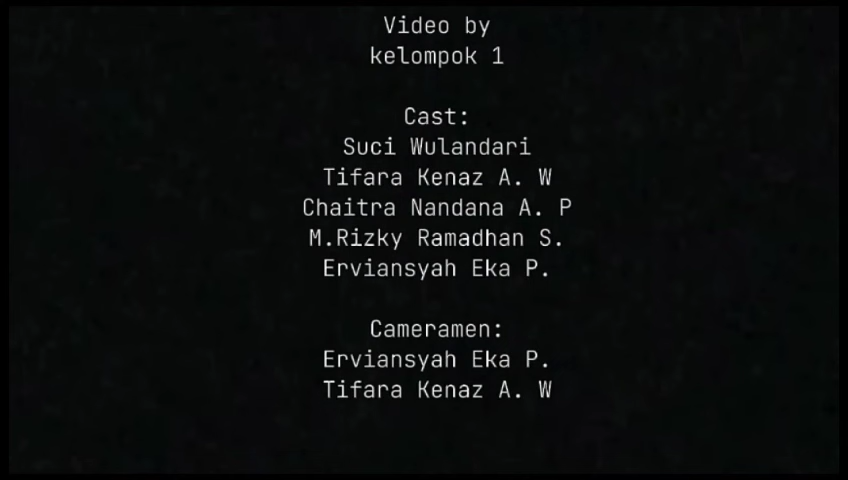 Video by
kelompok 1
Cast:
Suci Wulandari
Tifara Kenaz A. W
Chaitra Nandana A. P
M.Rizky Ramadhan S.
Erviansyah Eka P.
Cameramen:
Erviansyah Eka P.
Tifara Kenaz A. W